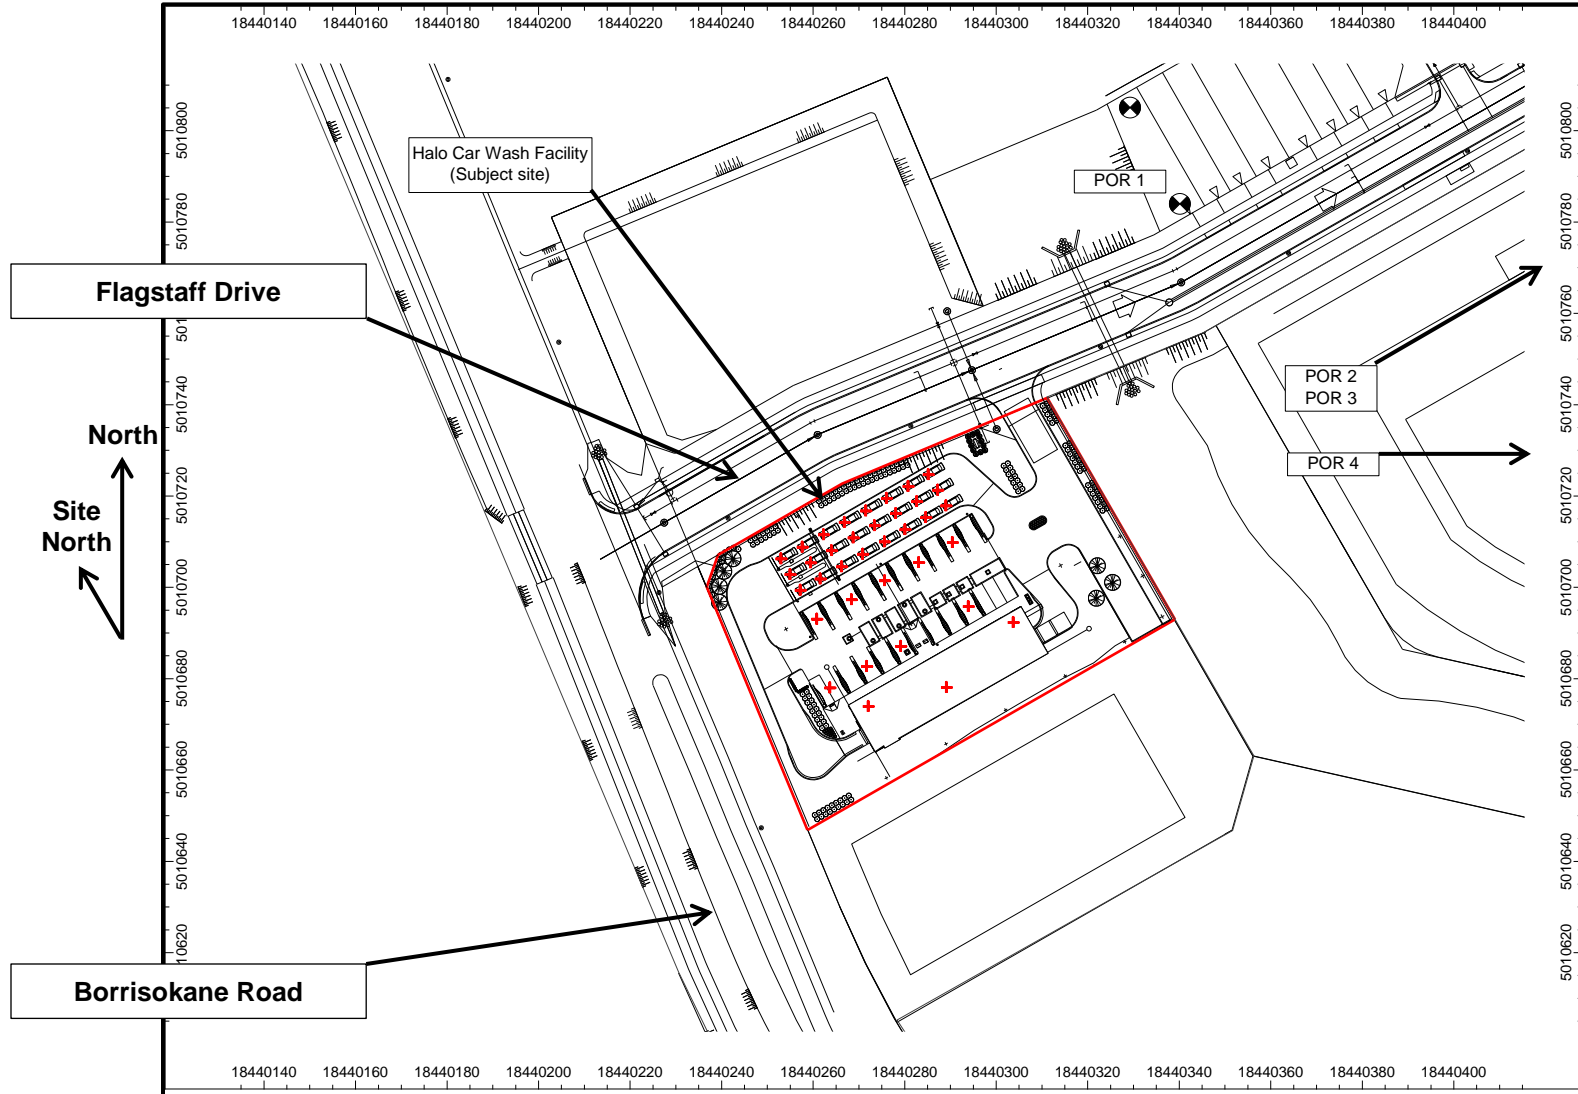 18440140 18440160 18440180 18440200 18440220 18440240 18440260 18440280 18440300 18440320 18440340 18440360 18440380 18440400
5010800
5010780
5010760
5010740
5010720
5010700
5010680
5010660
5010640
5010620
Halo Car Wash Facility
(Subject site)
POR 1
Flagstaff Drive
POR 2
POR 3
POR 4
North
Site
North
Borrisokane Road
5010800
5010780
5010760
5010740
5010720
5010700
5010680
5010660
5010640
5010620
18440140 18440160 18440180 18440200 18440220 18440240 18440260 18440280 18440300 18440320 18440340 18440360 18440380 18440400